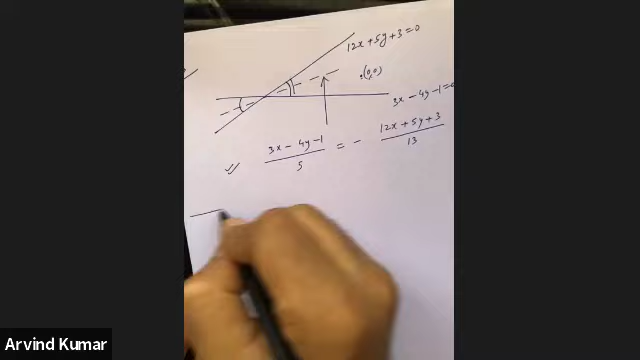 12x + 5y + 3 = 0
(0,0)
3x - 4y - 1 = 0
3x - 4y - 1 / 5 = - 12x + 5y + 3 / 13
Arvind Kumar